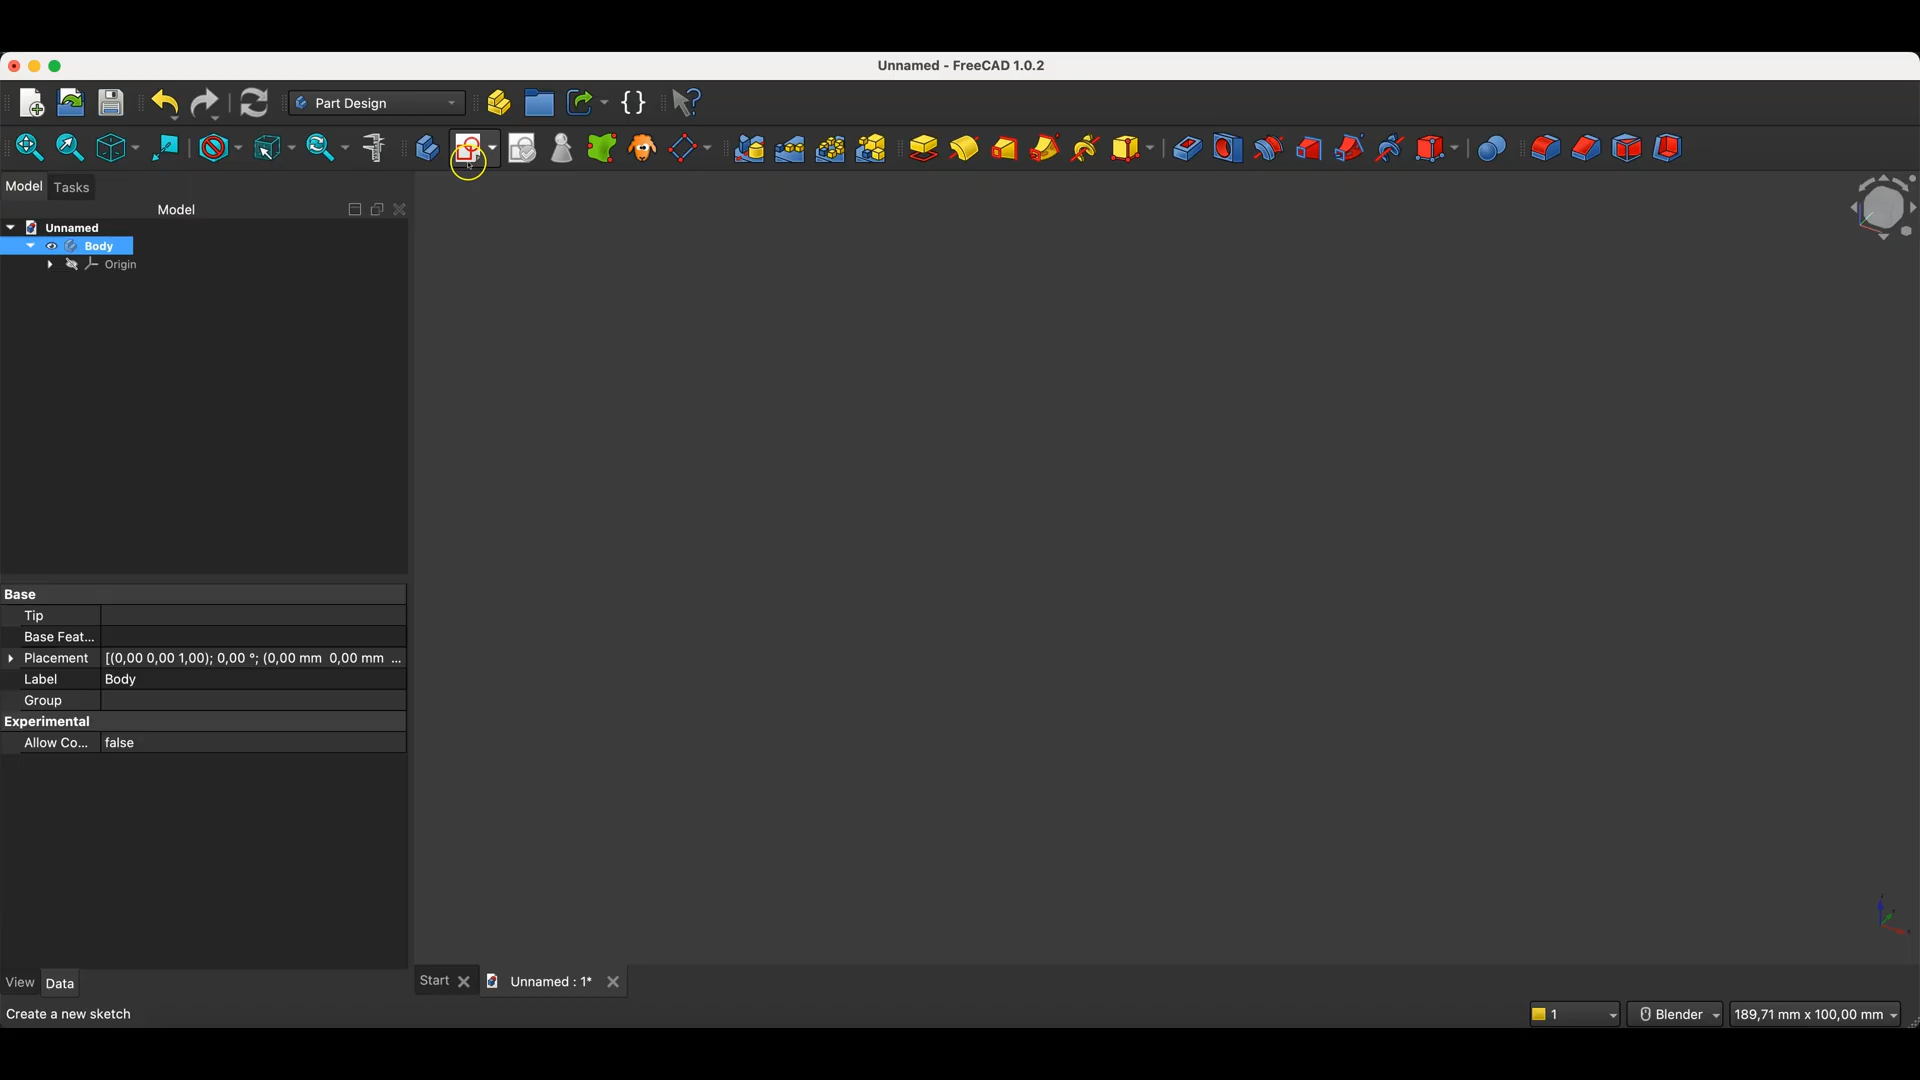 Unnamed - FreeCAD 1.0.2
Part Design
Model Tasks
Model
Unnamed
Body
Origin
Base
Tip
Base Feat...
Placement [(0,00 0,00 1,00); 0,00 °; (0,00 mm 0,00 mm ...
Label Body
Group
Experimental
Allow Co... false
View Data
Start Unnamed : 1*
Create a new sketch
1 Blender 189,71 mm x 100,00 mm